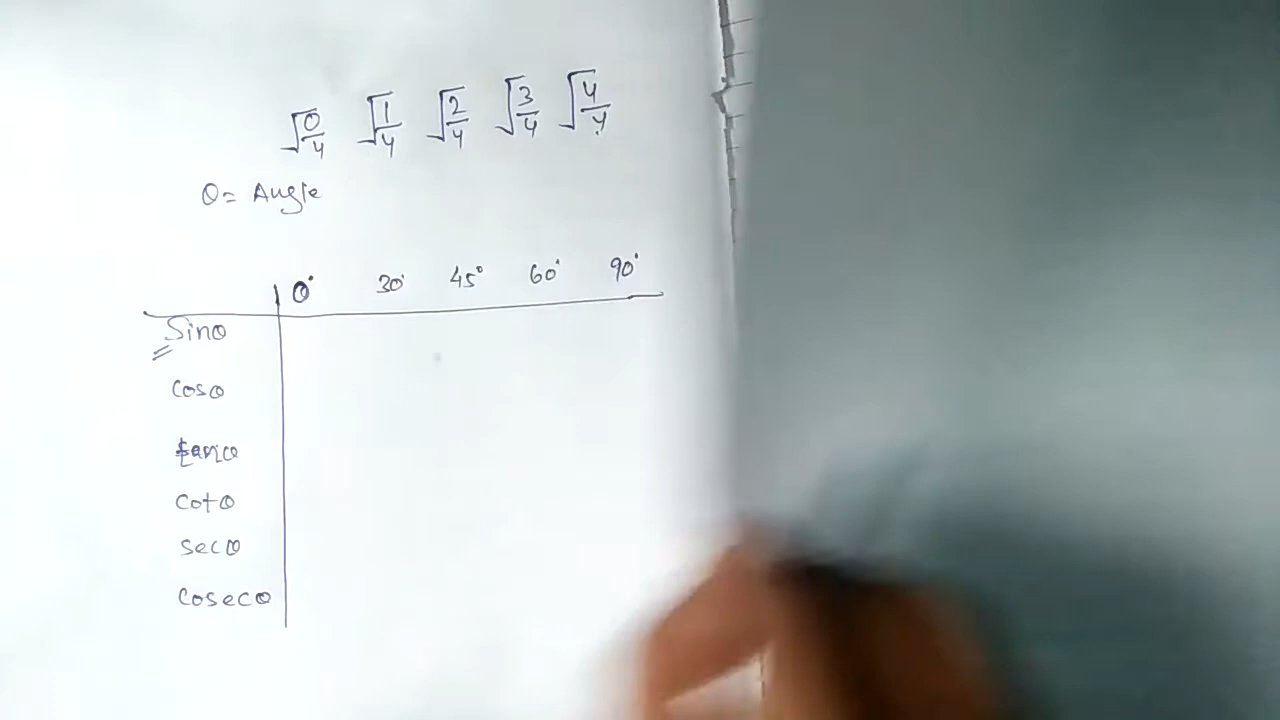 √0/4 √1/4 √2/4 √3/4 √4/4
θ= Angle
θ° 30° 45° 60° 90°
Sinθ
cosθ
tanθ
cotθ
secθ
cosecθ